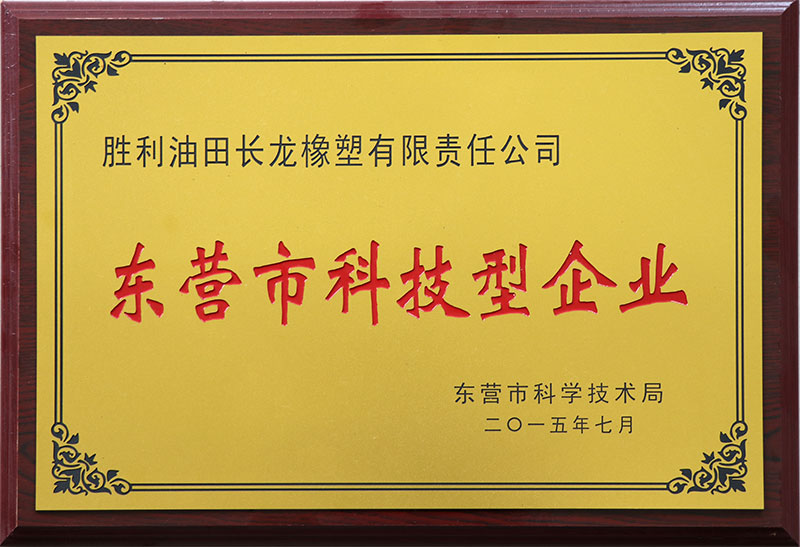 胜利油田长龙橡塑有限责任公司
东营市科技型企业
东营市科学技术局
二〇一五年七月